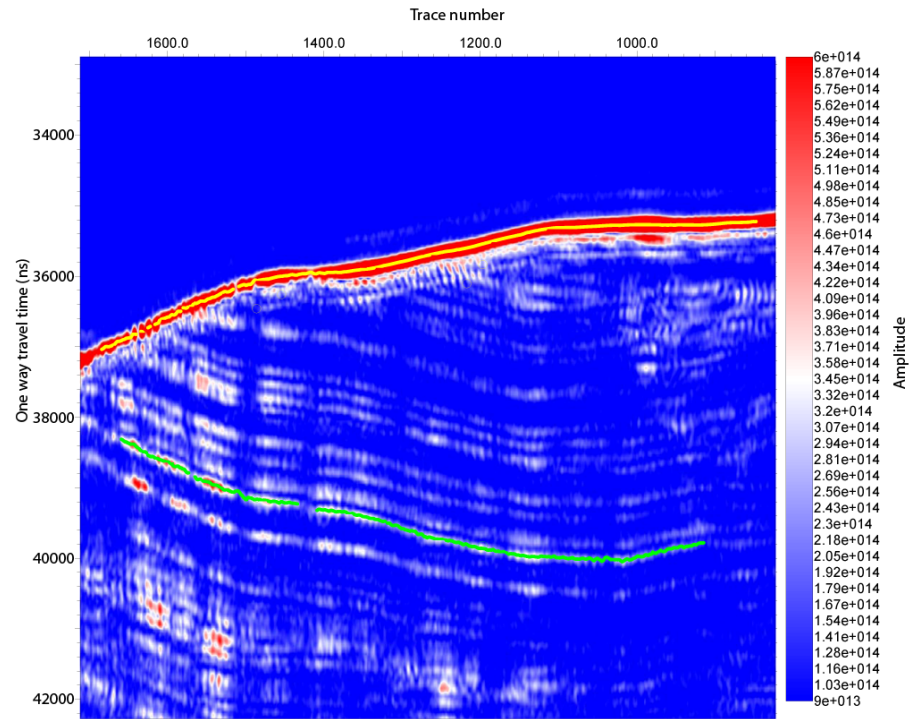 Trace number
1600.0 1400.0 1200.0 1000.0
One way travel time (ns)
34000
36000
38000
40000
42000
6e+014
5.87e+014
5.75e+014
5.62e+014
5.49e+014
5.36e+014
5.24e+014
5.11e+014
4.98e+014
4.85e+014
4.73e+014
4.6e+014
4.47e+014
4.34e+014
4.22e+014
4.09e+014
3.96e+014
3.83e+014
3.71e+014
3.58e+014
3.45e+014
3.32e+014
3.2e+014
3.07e+014
2.94e+014
2.81e+014
2.69e+014
2.56e+014
2.43e+014
2.3e+014
2.18e+014
2.05e+014
1.92e+014
1.79e+014
1.67e+014
1.54e+014
1.41e+014
1.28e+014
1.16e+014
1.03e+014
9e+013
Amplitude